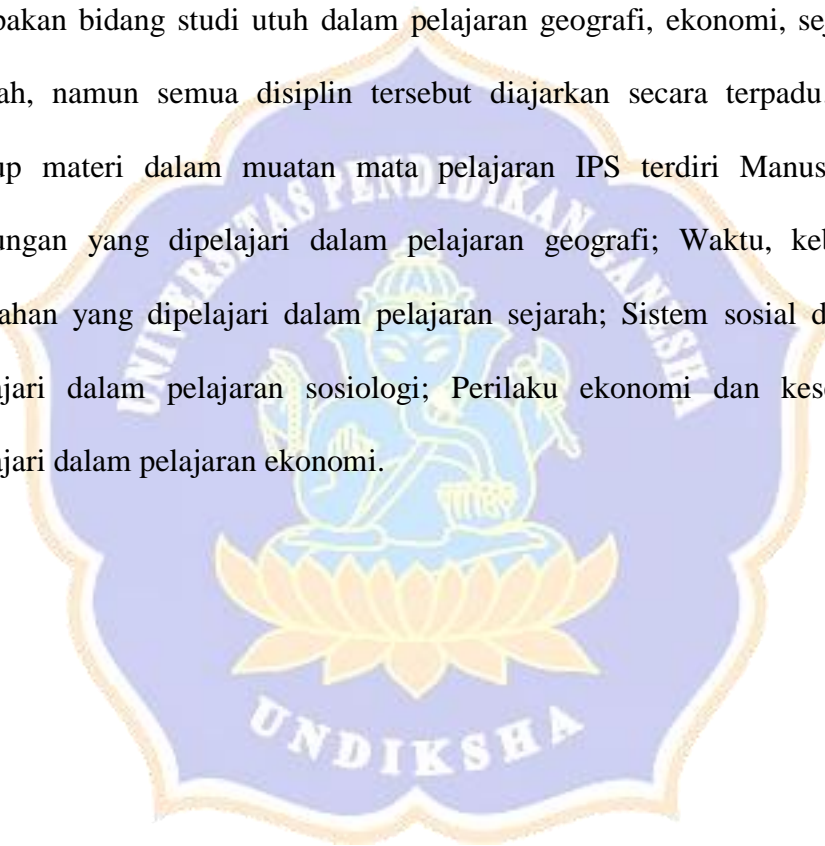 pakan bidang studi utuh dalam pelajaran geografi, ekonomi, sej
ah, namun semua disiplin tersebut diajarkan secara terpadu.
up materi dalam muatan mata pelajaran IPS terdiri Manus
ungan yang dipelajari dalam pelajaran geografi; Waktu, keb
ahan yang dipelajari dalam pelajaran sejarah; Sistem sosial d
ajari dalam pelajaran sosiologi; Perilaku ekonomi dan kese
ajari dalam pelajaran ekonomi.
UNIVERSITAS PENDIDIKAN GANESHA
UNDIKSHA